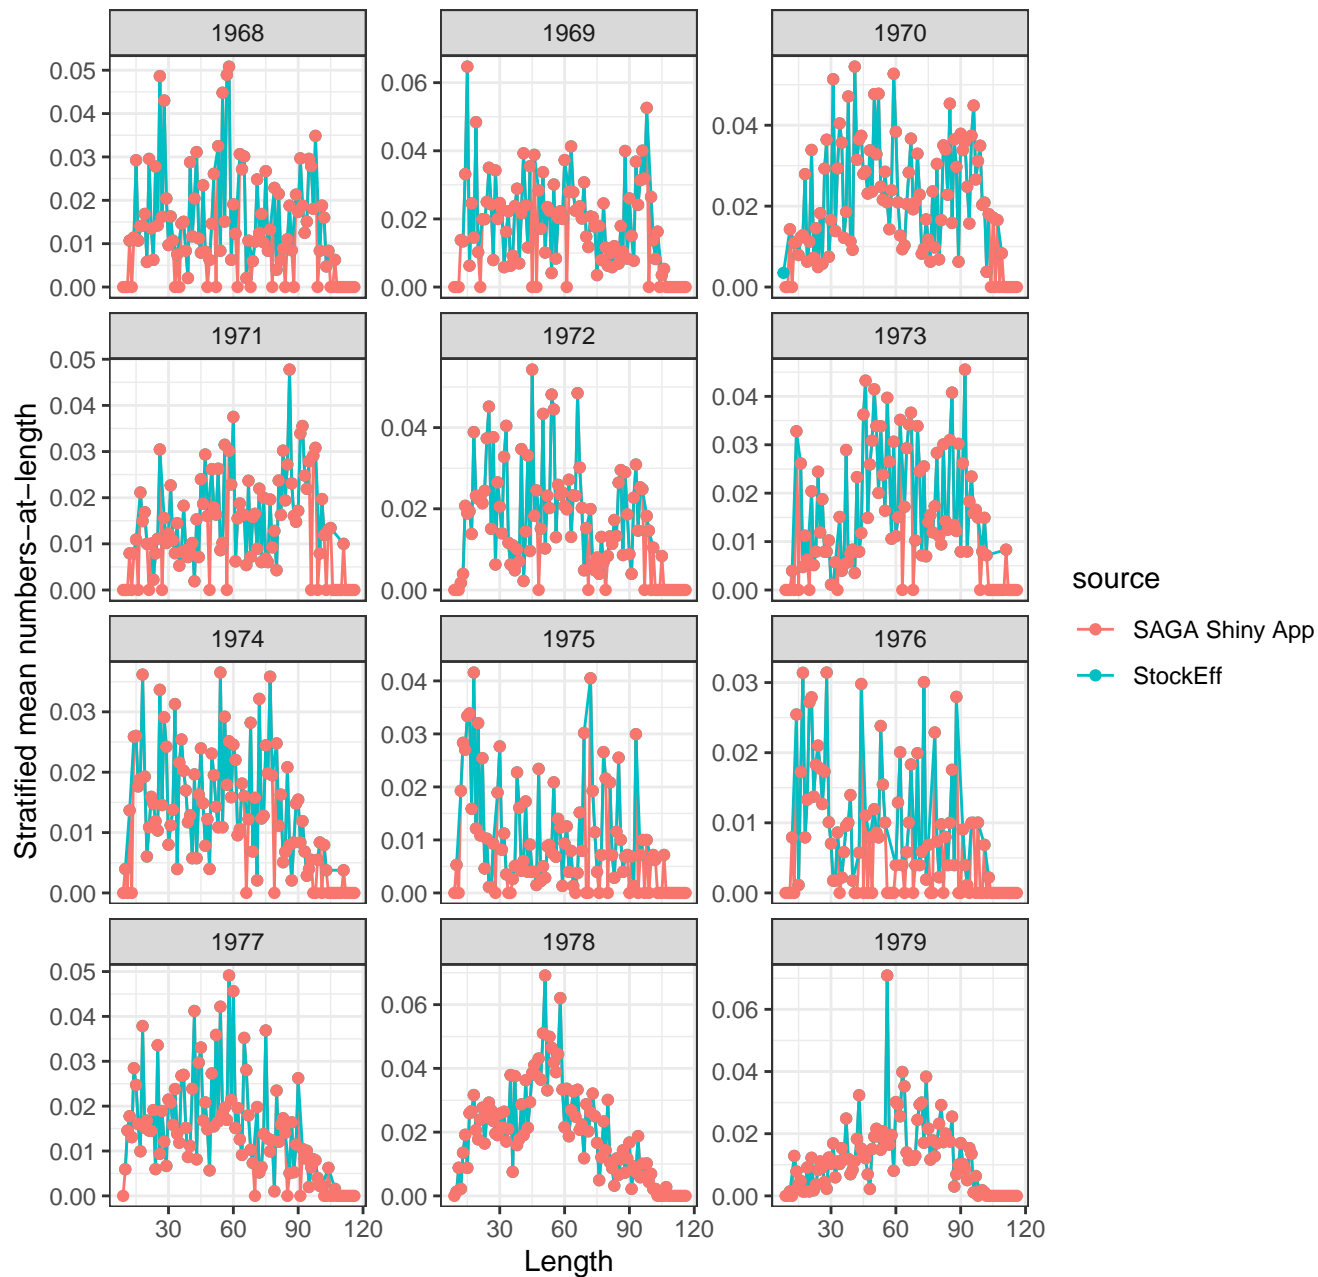 1968 1969 1970
0.05 0.06
0.04 0.04
0.03 0.04
0.02 0.02 0.02
0.01
0.00 0.00 0.00
1971 1972 1973
0.05
0.04 0.04 0.04
0.03 0.03
0.02 0.02 0.02
0.01 0.01
0.00 0.00 0.00
Stratified mean numbers−at−length
source
SAGA Shiny App
StockEff
1974 1975 1976
0.04 0.03
0.03 0.03
0.02 0.02 0.02
0.01 0.01 0.01
0.00 0.00 0.00
1977 1978 1979
0.05
0.04 0.06 0.06
0.03 0.04 0.04
0.02 0.02 0.02
0.01
0.00 0.00 0.00
30 60 90 120 30 60 90 120 30 60 90 120
Length